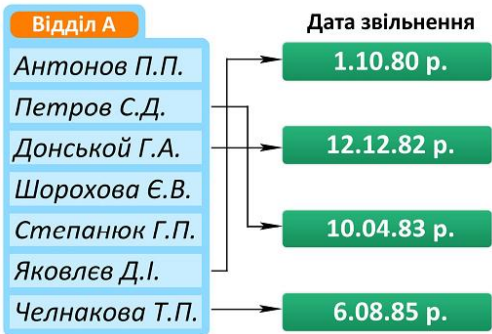 Відділ А
Дата звільнення
Антонов П.П.
1.10.80 р.
Петров С.Д.
Донськой Г.А.
12.12.82 р.
Шорохова Є.В.
Степанюк Г.П.
10.04.83 р.
Яковлєв Д.І.
Челнакова Т.П.
6.08.85 р.